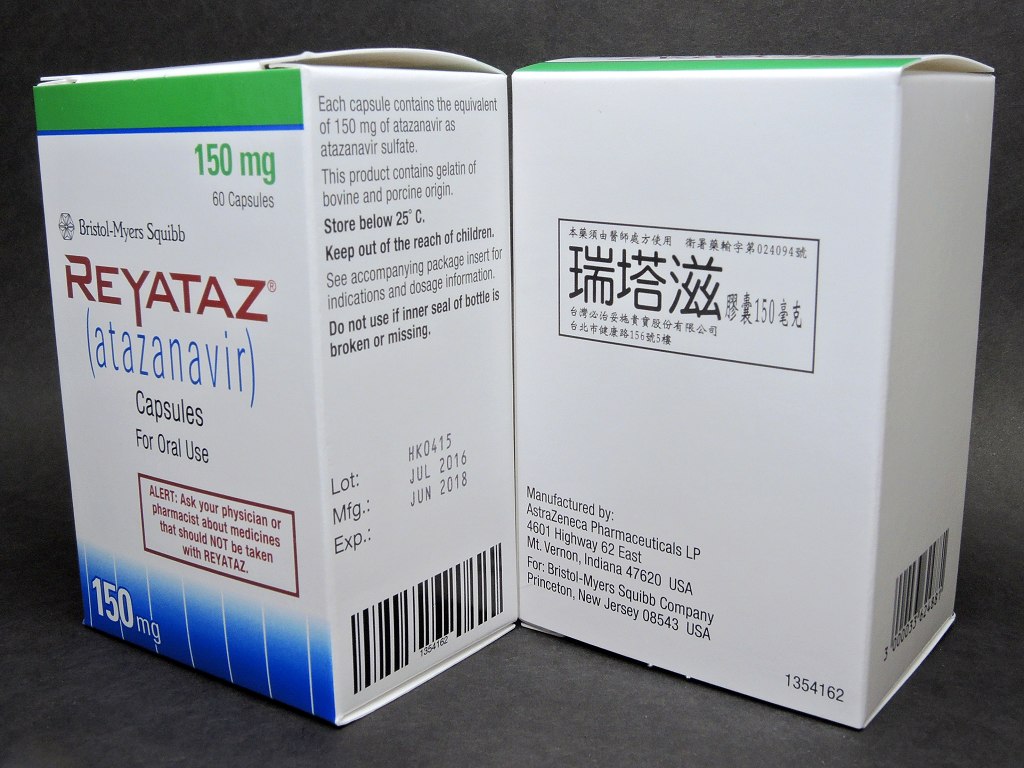 150 mg
60 Capsules
Bristol-Myers Squibb
REYATAZ®
(atazanavir)
Capsules
For Oral Use
ALERT: Ask your physician or
pharmacist about medicines
that should NOT be taken
with REYATAZ.
150 mg
Each capsule contains the equivalent
of 150 mg of atazanavir as
atazanavir sulfate.
This product contains gelatin of
bovine and porcine origin.
Store below 25° C.
Keep out of the reach of children.
See accompanying package insert for
indications and dosage information.
Do not use if inner seal of bottle is
broken or missing.
Lot: HK0415
Mfg.: JUL 2016
Exp.: JUN 2018
1354162
本藥須由醫師處方使用 衛署藥輸字第024094號
瑞塔滋膠囊150毫克
台灣必治妥施貴寶股份有限公司
台北市健康路156號5樓
Manufactured by:
AstraZeneca Pharmaceuticals LP
4601 Highway 62 East
Mt. Vernon, Indiana 47620 USA
For: Bristol-Myers Squibb Company
Princeton, New Jersey 08543 USA
1354162